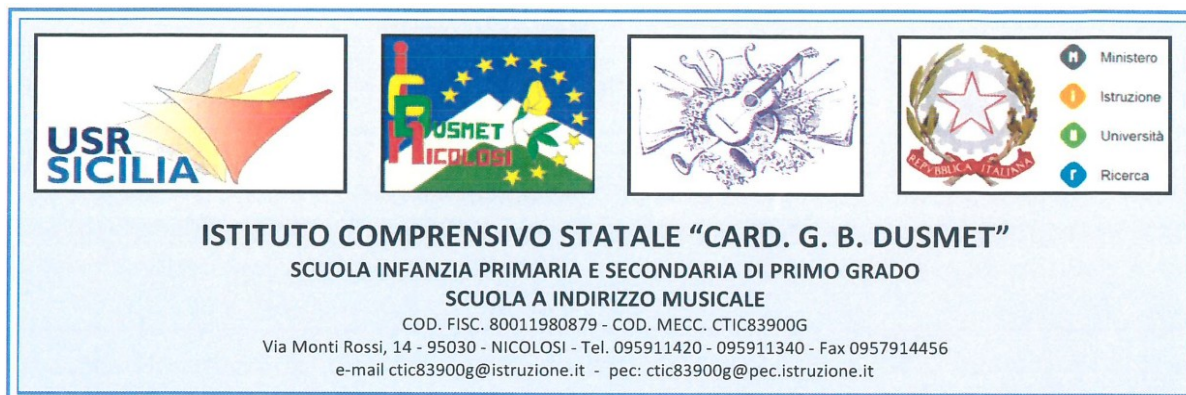 USR
SICILIA
ICD
DUSMET
NICOLOSI
REPVBBLICA ITALIANA
M Ministero
i Istruzione
U Università
r Ricerca
ISTITUTO COMPRENSIVO STATALE “CARD. G. B. DUSMET”
SCUOLA INFANZIA PRIMARIA E SECONDARIA DI PRIMO GRADO
SCUOLA A INDIRIZZO MUSICALE
COD. FISC. 80011980879 - COD. MECC. CTIC83900G
Via Monti Rossi, 14 - 95030 - NICOLOSI - Tel. 095911420 - 095911340 - Fax 0957914456
e-mail ctic83900g@istruzione.it - pec: ctic83900g@pec.istruzione.it